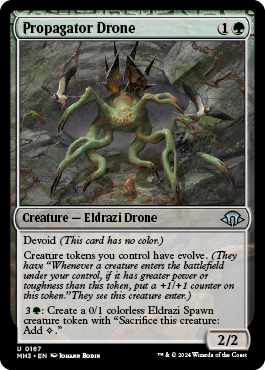 Propagator Drone 1
Creature — Eldrazi Drone
Devoid (This card has no color.)
Creature tokens you control have evolve. (They
have "Whenever a creature enters the battlefield
under your control, if it has greater power or
toughness than this token, put a +1/+1 counter on
this token."They see this creature enter.)
3: Create a 0/1 colorless Eldrazi Spawn
creature token with "Sacrifice this creature:
Add ."
2/2
U 0167
MH3 • EN Johann Bodin
™ & © 2024 Wizards of the Coast